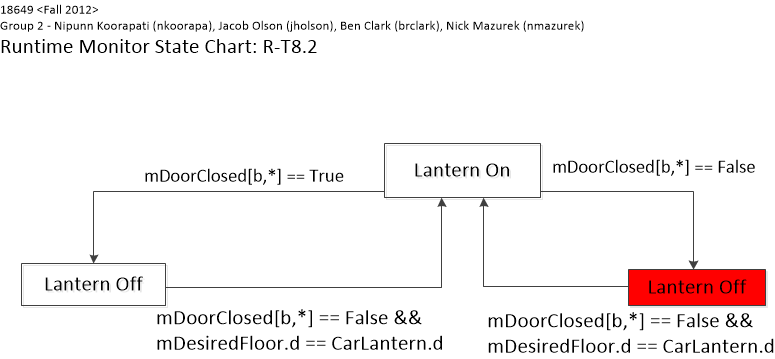 18649 <Fall 2012>
Group 2 - Nipunn Koorapati (nkoorapa), Jacob Olson (jholson), Ben Clark (brclark), Nick Mazurek (nmazurek)
Runtime Monitor State Chart: R-T8.2
Lantern On
mDoorClosed[b,*] == True
mDoorClosed[b,*] == False
Lantern Off
Lantern Off
mDoorClosed[b,*] == False &&
mDesiredFloor.d == CarLantern.d
mDoorClosed[b,*] == False &&
mDesiredFloor.d == CarLantern.d